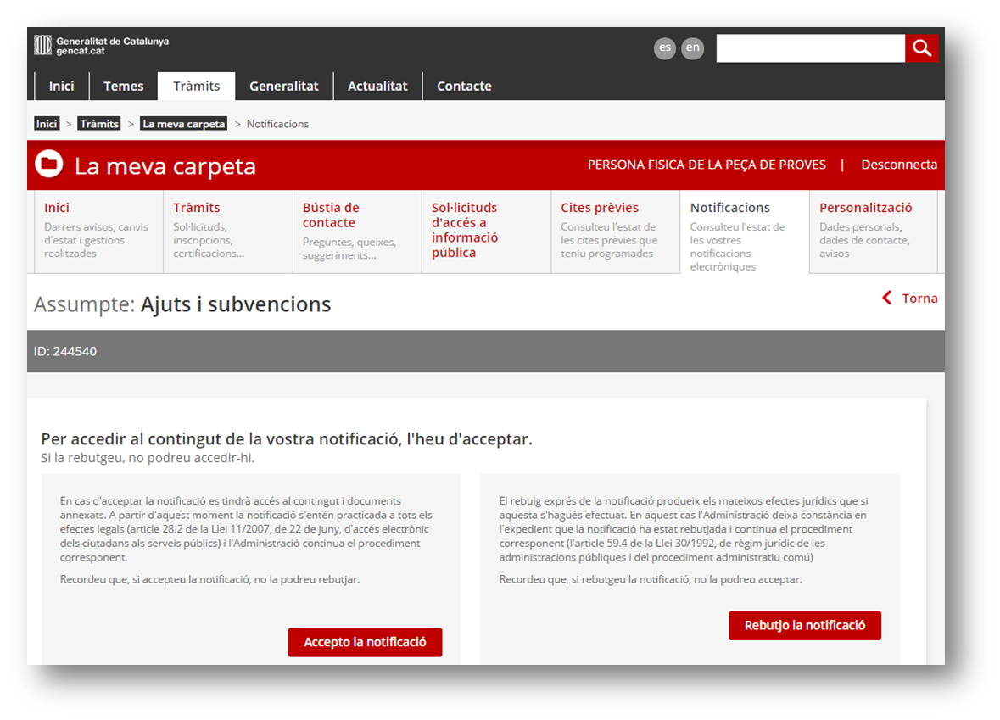 Generalitat de Catalunya
gencat.cat
es en
Inici Temes Tràmits Generalitat Actualitat Contacte
Inici > Tràmits > La meva carpeta > Notificacions
La meva carpeta
PERSONA FISICA DE LA PEÇA DE PROVES | Desconnecta
Inici
Darrers avisos, canvis
d'estat i gestions
realitzades
Tràmits
Sol·licituds,
inscripcions,
certificacions...
Bústia de
contacte
Preguntes, queixes,
suggeriments...
Sol·licituds
d'accés a
informació
pública
Cites prèvies
Consulteu l'estat de
les cites prèvies que
teniu programades
Notificacions
Consulteu l'estat de
les vostres
notificacions
electròniques
Personalització
Dades personals,
dades de contacte,
avisos
Assumpte: Ajuts i subvencions
Torna
ID: 244540
Per accedir al contingut de la vostra notificació, l'heu d'acceptar.
Si la rebutgeu, no podreu accedir-hi.
En cas d'acceptar la notificació es tindrà accés al contingut i documents
annexats. A partir d'aquest moment la notificació s'entén practicada a tots els
efectes legals (article 28.2 de la Llei 11/2007, de 22 de juny, d'accés electrònic
dels ciutadans als serveis públics) i l'Administració continua el procediment
corresponent.
Recordeu que, si accepteu la notificació, no la podreu rebutjar.
Accepto la notificació
El rebuig exprés de la notificació produeix els mateixos efectes jurídics que si
aquesta s'hagués efectuat. En aquest cas l'Administració deixa constància en
l'expedient que la notificació ha estat rebutjada i continua el procediment
corresponent (l'article 59.4 de la Llei 30/1992, de règim jurídic de les
administracions públiques i del procediment administratiu comú)
Recordeu que, si rebutgeu la notificació, no la podreu acceptar.
Rebutjo la notificació